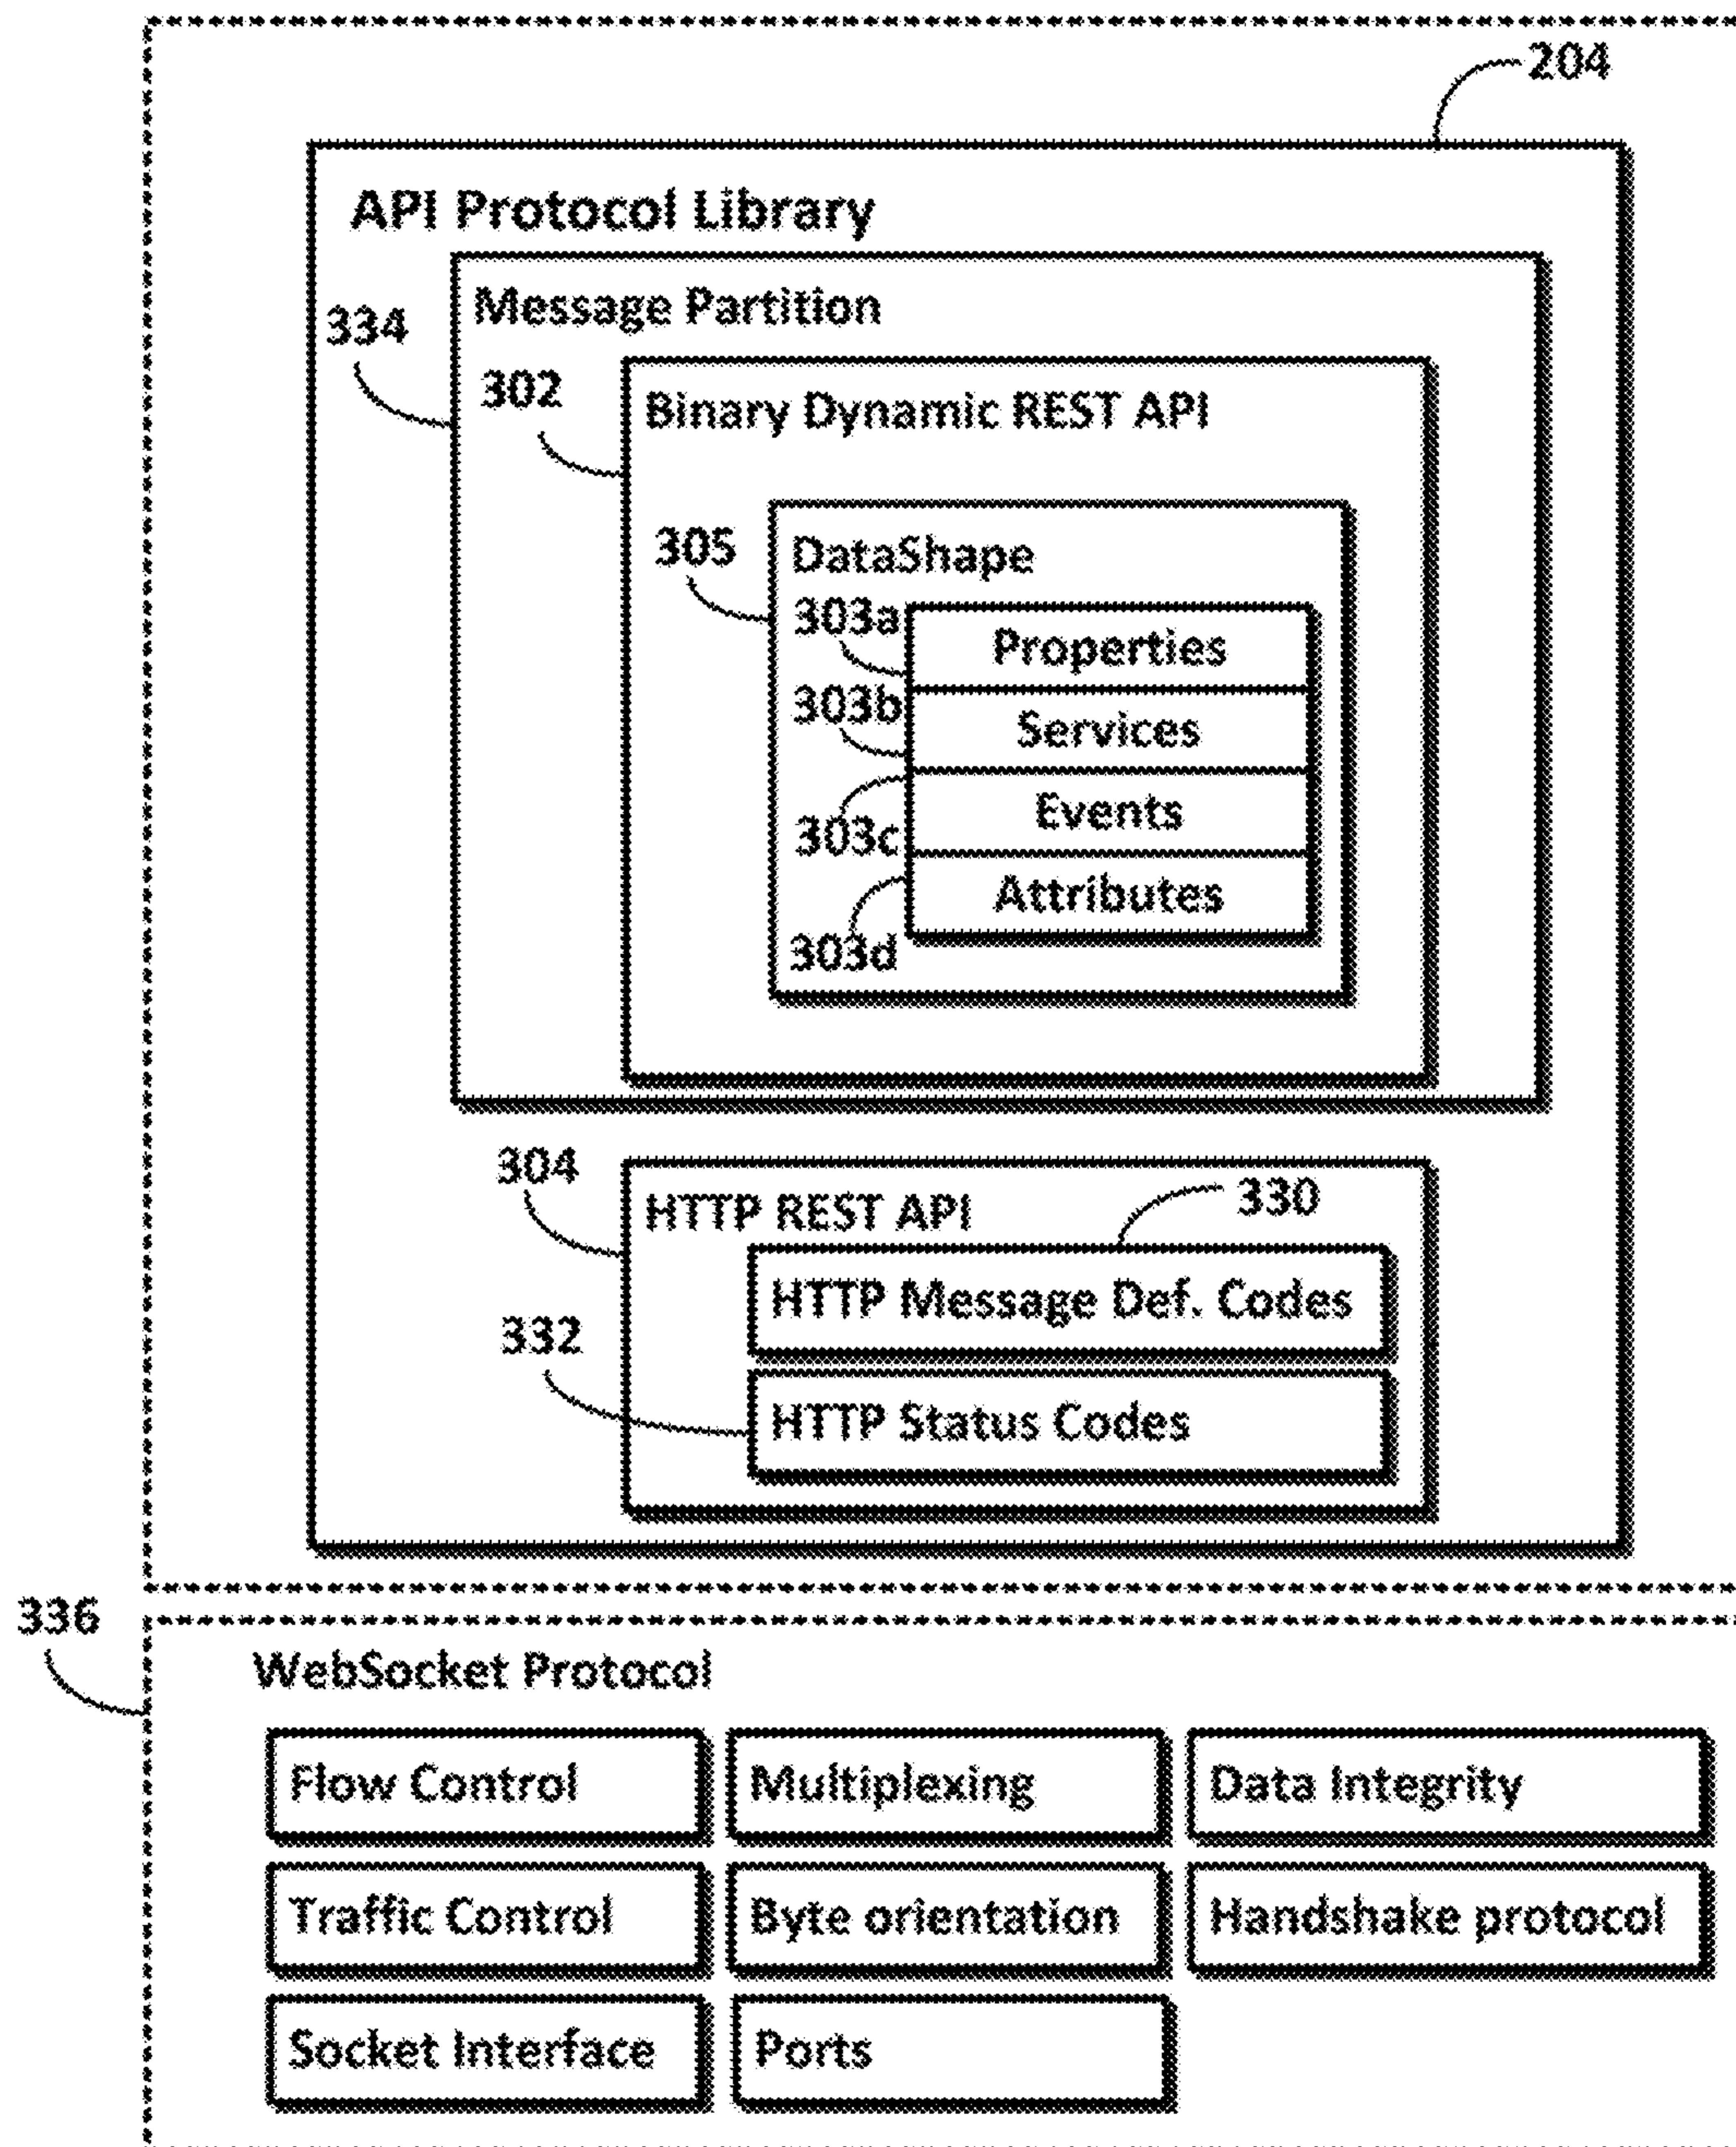 204
API Protocol Library
334
Message Partition
302
Binary Dynamic REST API
305
DataShape
303a
Properties
303b
Services
303c
Events
303d
Attributes
304
HTTP REST API
330
HTTP Message Def. Codes
332
HTTP Status Codes
336
WebSocket Protocol
Flow Control
Multiplexing
Data Integrity
Traffic Control
Byte orientation
Handshake protocol
Socket Interface
Ports